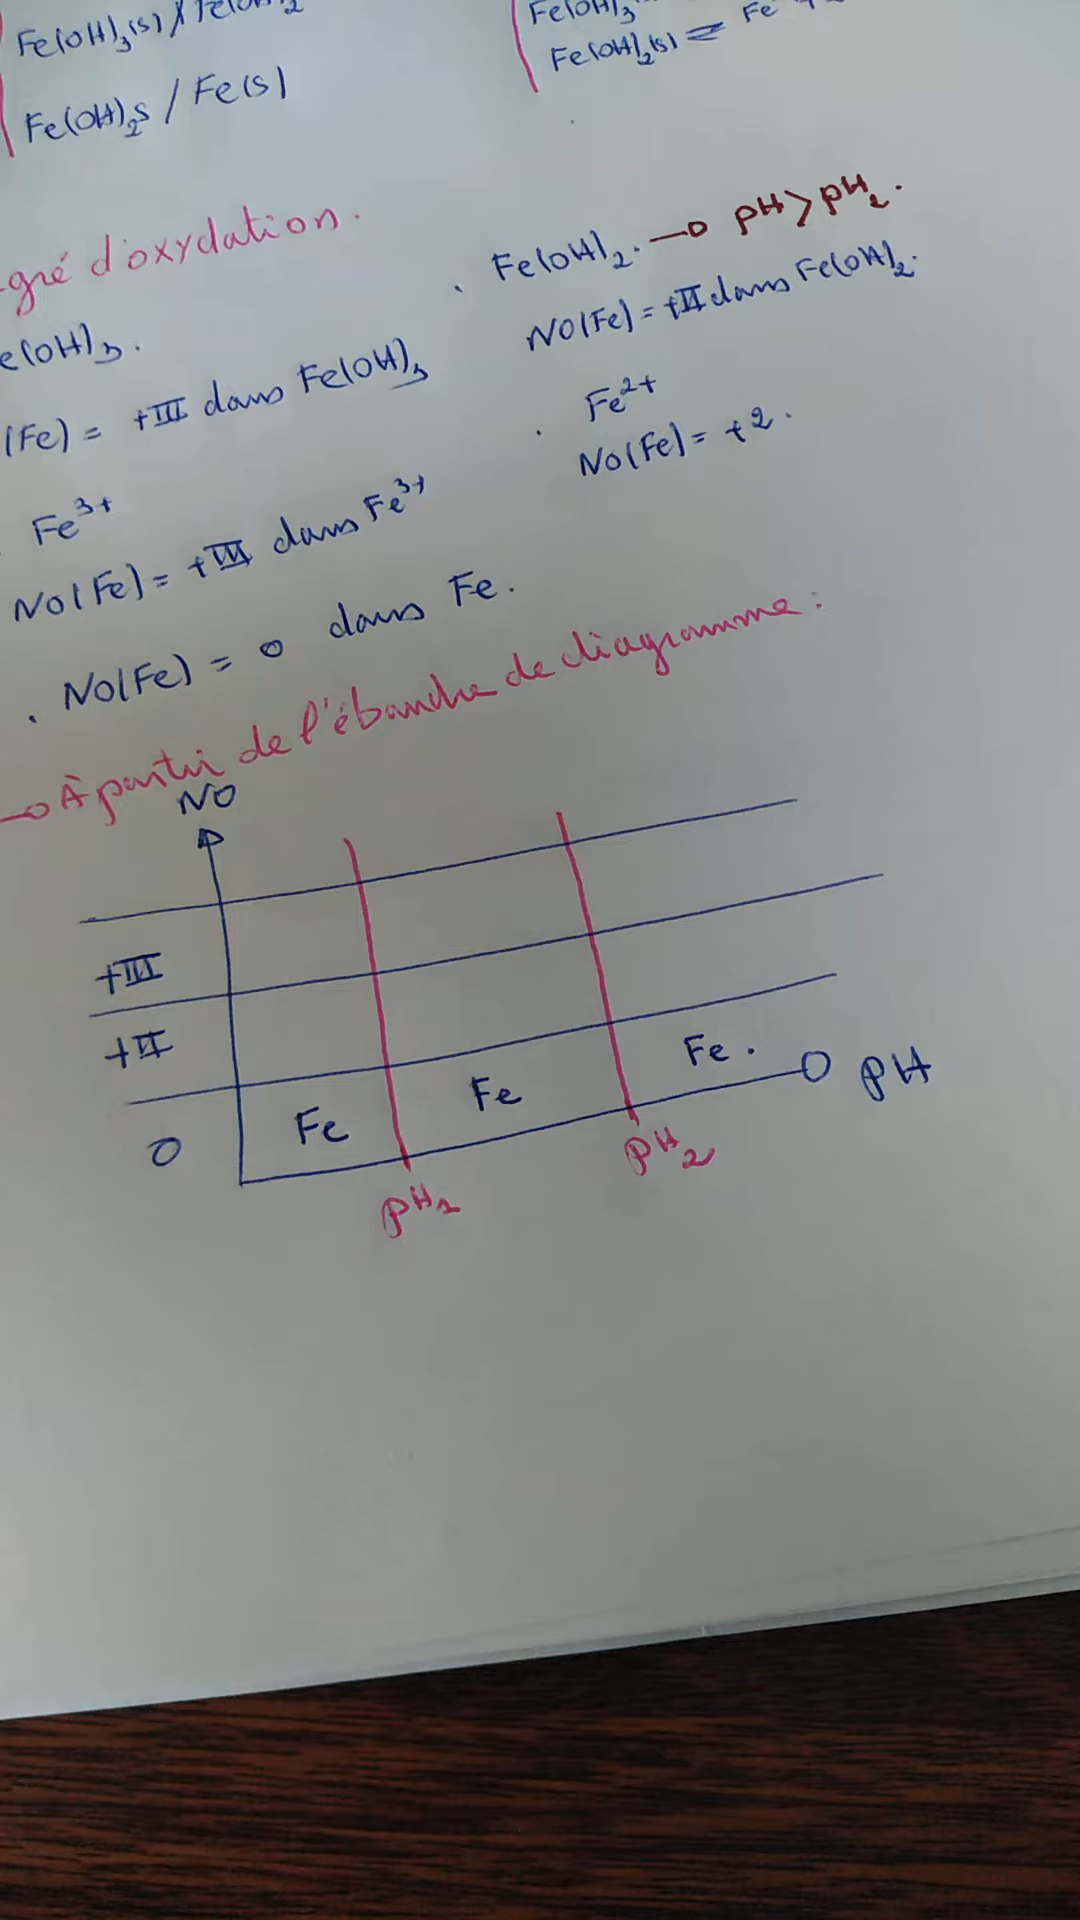 Fe(OH)₃(s) / Fe(OH)₂
Fe(OH)₂s / Fe(s)
Fe(OH)₃
Fe(OH)₂(s) ⇌ Fe
gré d'oxydation.
e(OH)₃.
(Fe) = +III dans Fe(OH)₃
Fe³⁺
NO(Fe) = +III dans Fe³⁺
. NO(Fe) = 0 dans Fe.
. Fe(OH)₂. → pH > pH₂.
NO(Fe) = +II dans Fe(OH)₂.
. Fe²⁺
No(Fe) = +2.
→ À partir de l'ébauche de diagramme :
NO
+III
+II
0 Fe Fe Fe. pH
pH₁ pH₂